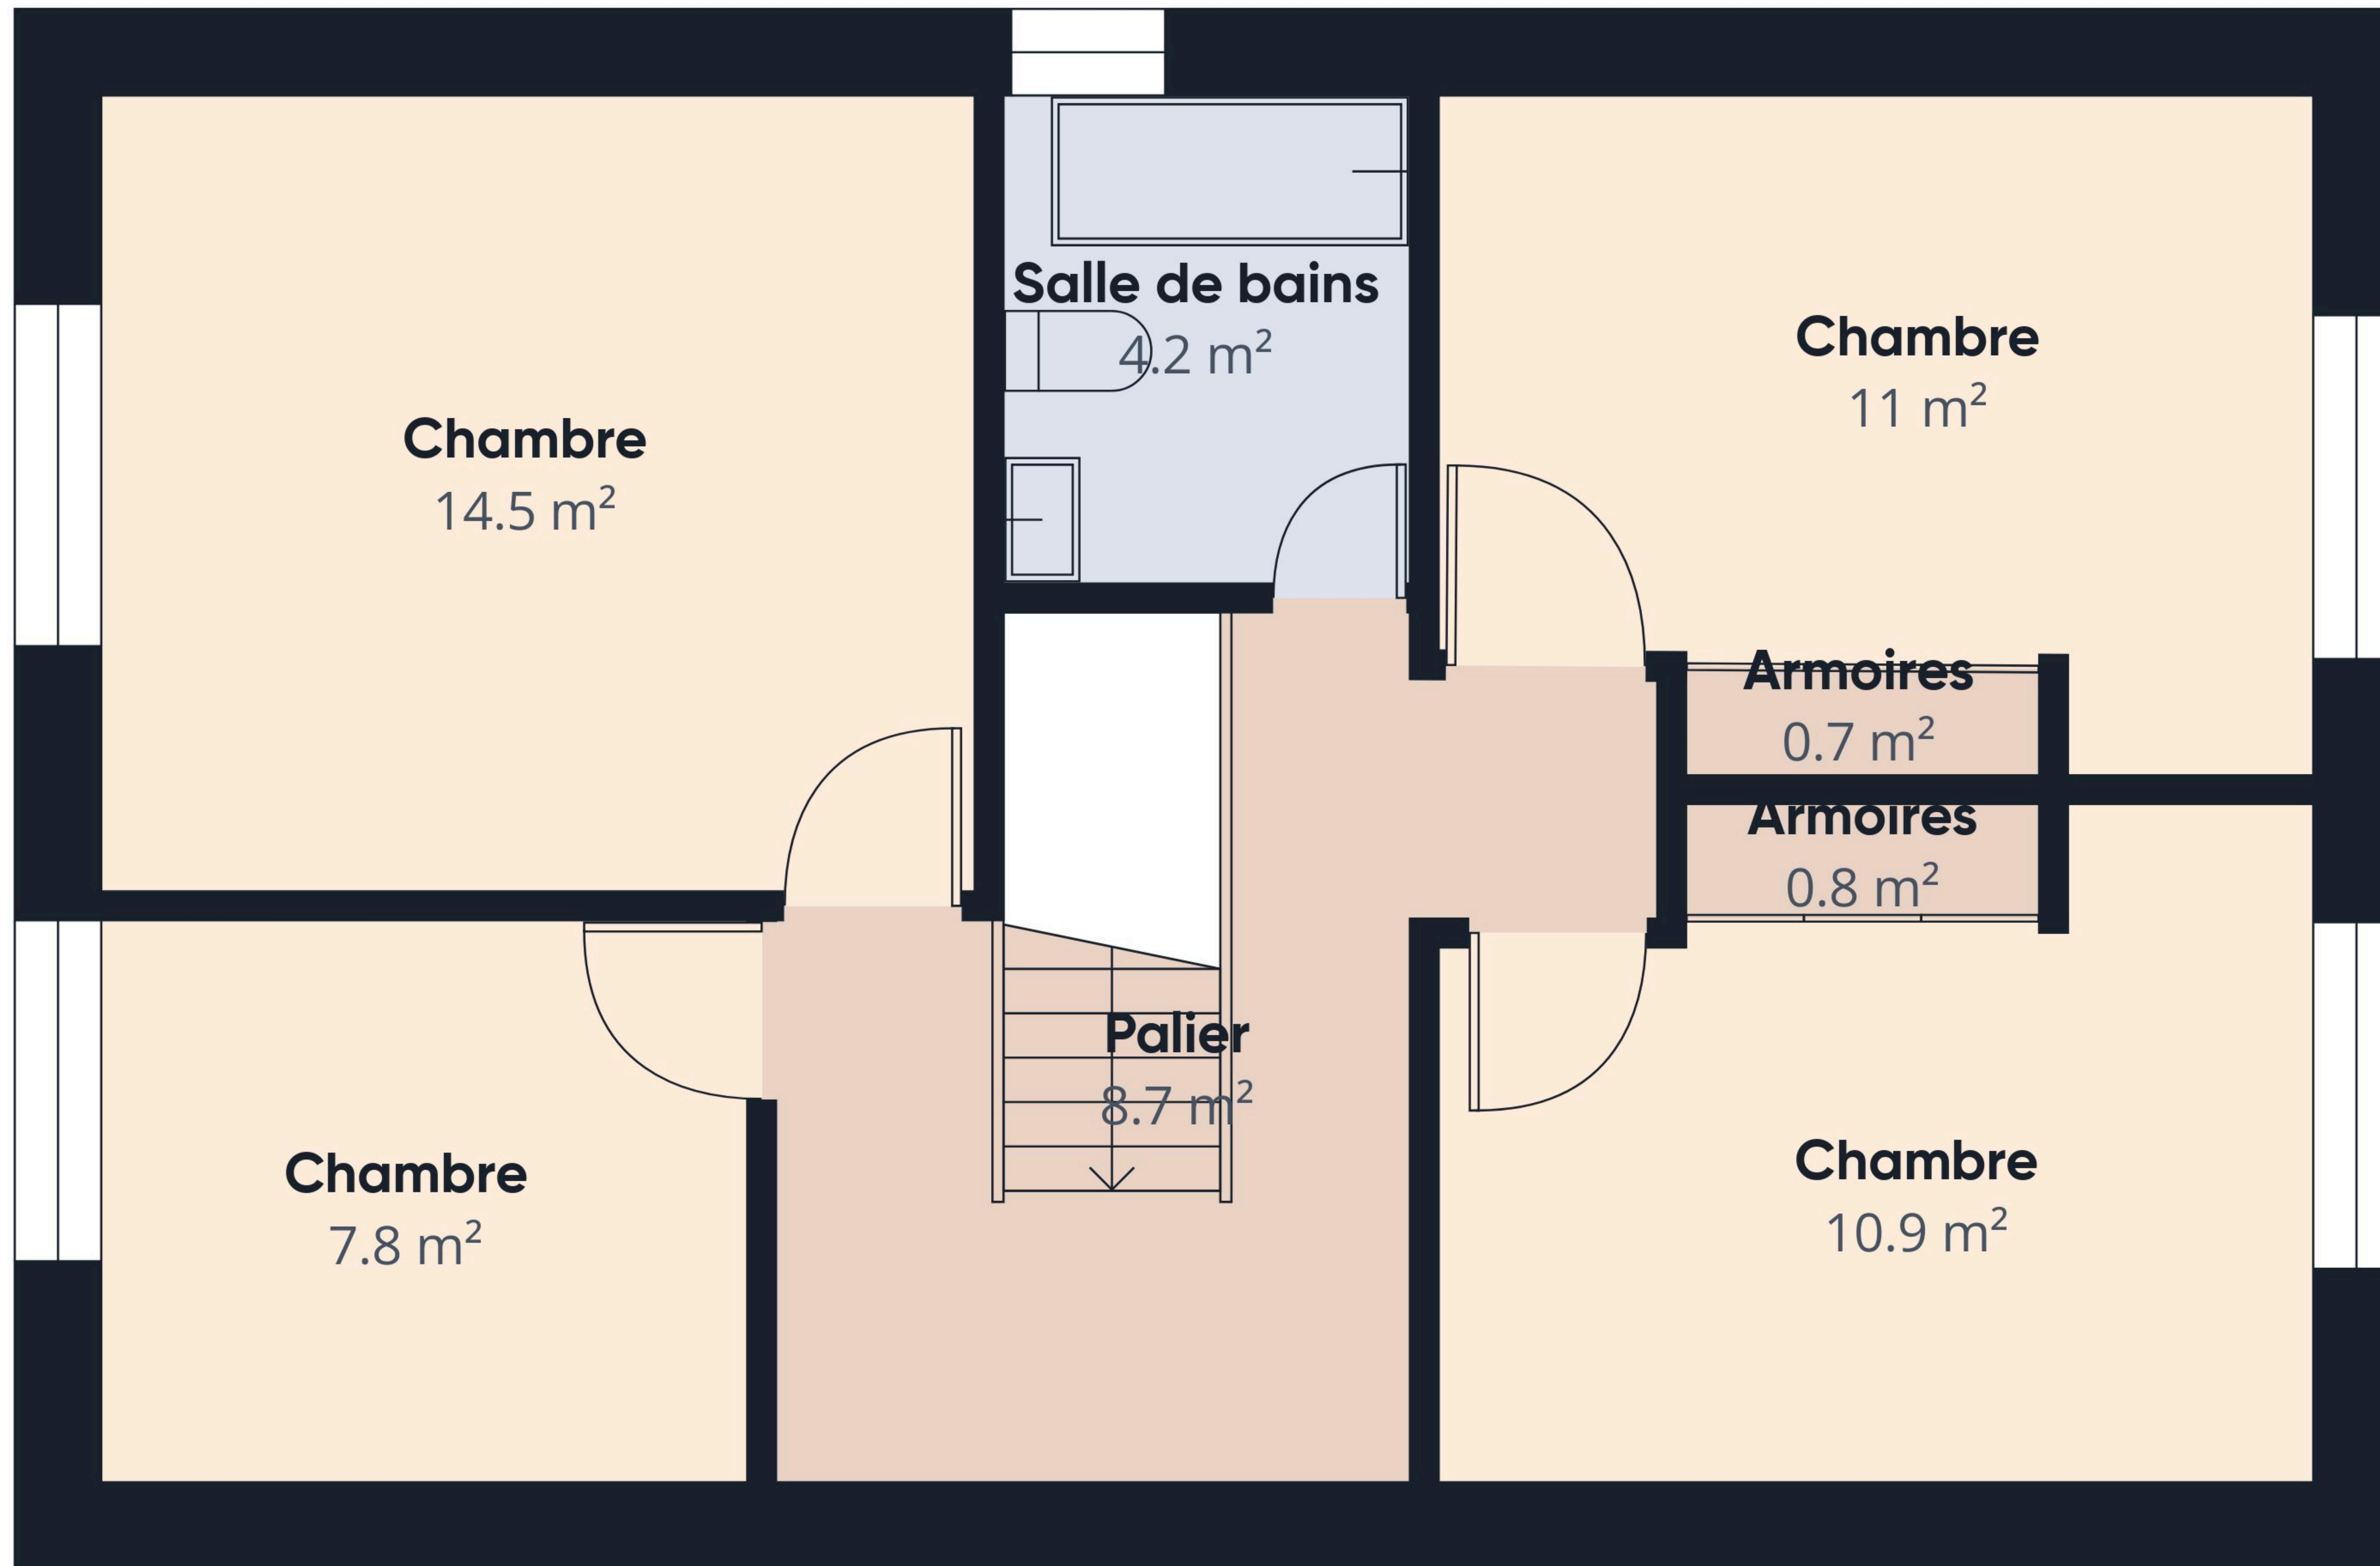 Chambre
14.5 m²
Salle de bains
4.2 m²
Chambre
11 m²
Armoires
0.7 m²
Armoires
0.8 m²
Palier
8.7 m²
Chambre
7.8 m²
Chambre
10.9 m²